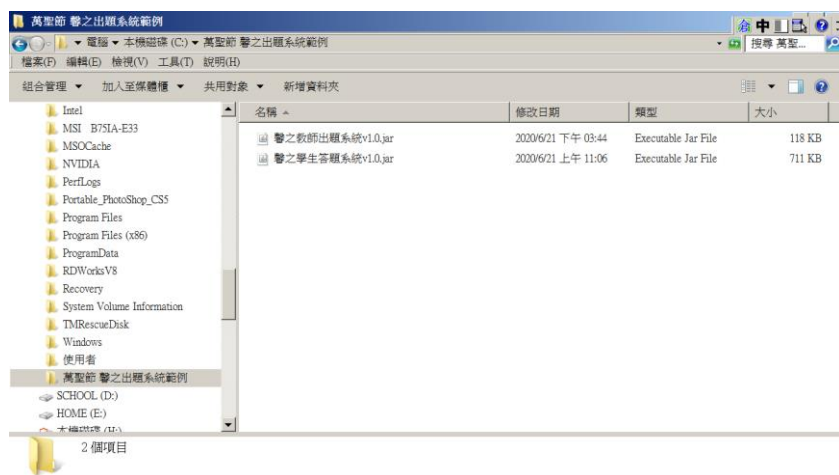 萬聖節 馨之出題系統範例
中
電腦 ▼ 本機磁碟 (C:) ▼ 萬聖節 馨之出題系統範例
搜尋 萬聖...
檔案(F) 編輯(E) 檢視(V) 工具(T) 說明(H)
組合管理 ▼ 加入至媒體櫃 ▼ 共用對象 ▼ 新增資料夾
名稱 修改日期 類型 大小
Intel
MSI B75IA-E33
MSOCache
NVIDIA
PerfLogs
Portable_PhotoShop_CS5
Program Files
Program Files (x86)
ProgramData
RDWorksV8
Recovery
System Volume Information
TMRescueDisk
Windows
使用者
萬聖節 馨之出題系統範例
SCHOOL (D:)
HOME (E:)
本機磁碟 (H:)
馨之教師出題系統v1.0.jar 2020/6/21 下午 03:44 Executable Jar File 118 KB
馨之學生答題系統v1.0.jar 2020/6/21 上午 11:06 Executable Jar File 711 KB
2 個項目